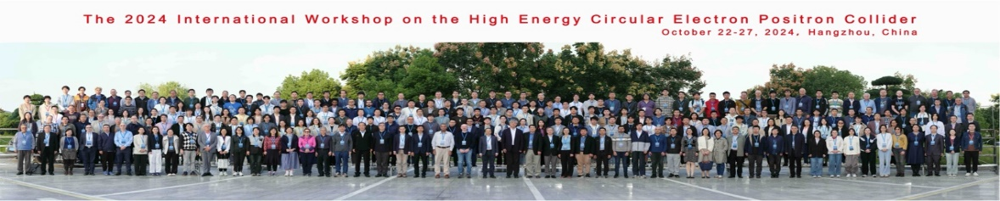 The 2024 International Workshop on the High Energy Circular Electron Positron Collider
October 22-27, 2024, Hangzhou, China